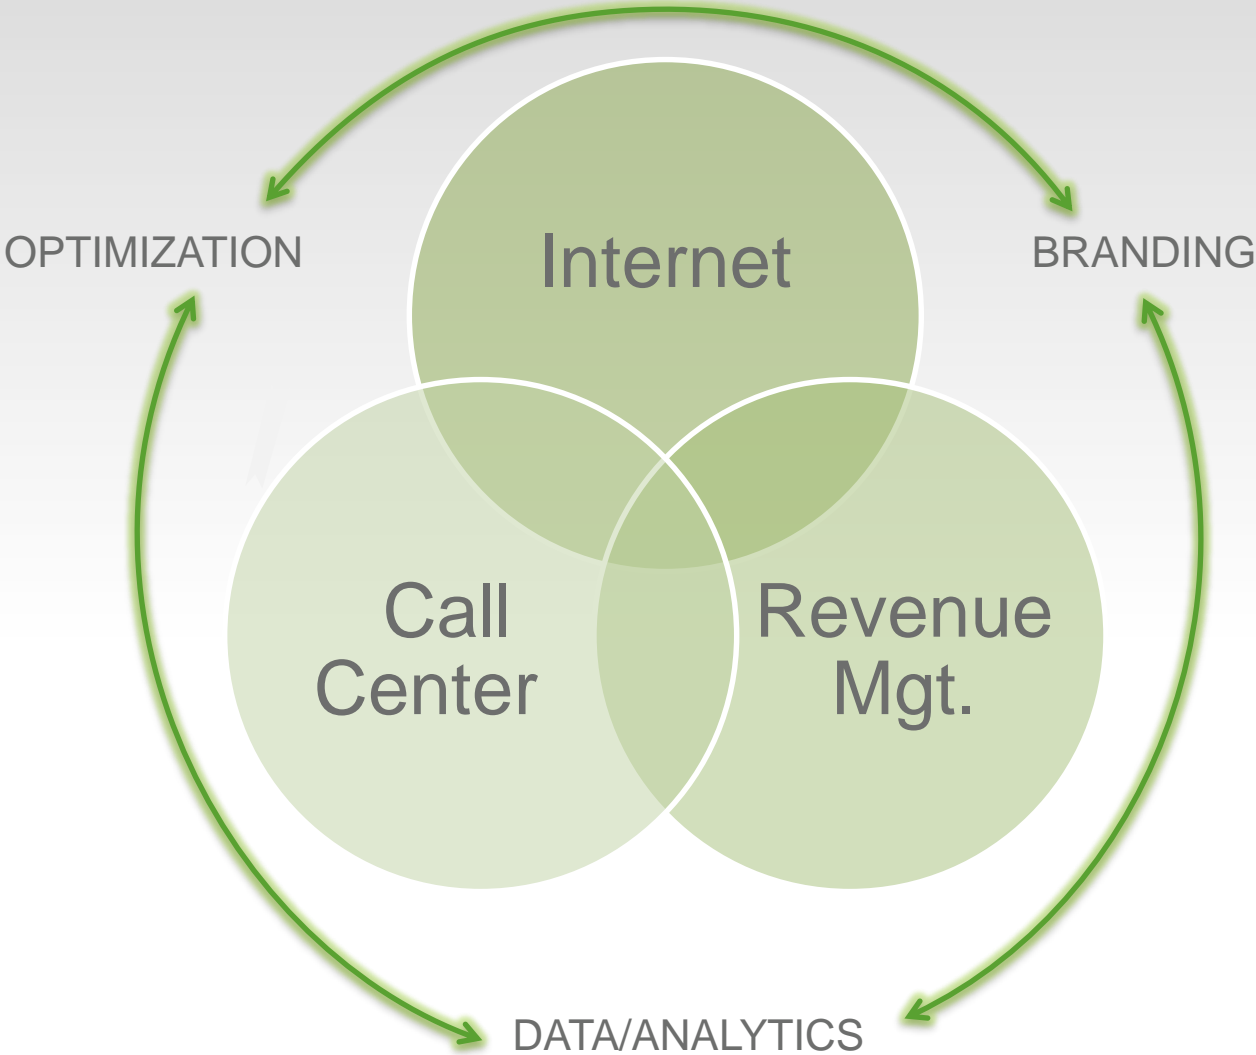 OPTIMIZATION
Internet
BRANDING
Call
Center
Revenue
Mgt.
DATA/ANALYTICS